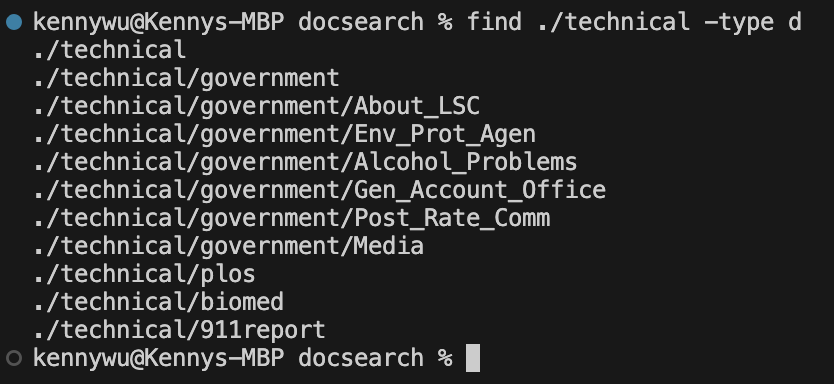 kennywu@Kennys-MBP docsearch % find ./technical -type d
./technical
./technical/government
./technical/government/About_LSC
./technical/government/Env_Prot_Agen
./technical/government/Alcohol_Problems
./technical/government/Gen_Account_Office
./technical/government/Post_Rate_Comm
./technical/government/Media
./technical/plos
./technical/biomed
./technical/911report
kennywu@Kennys-MBP docsearch %